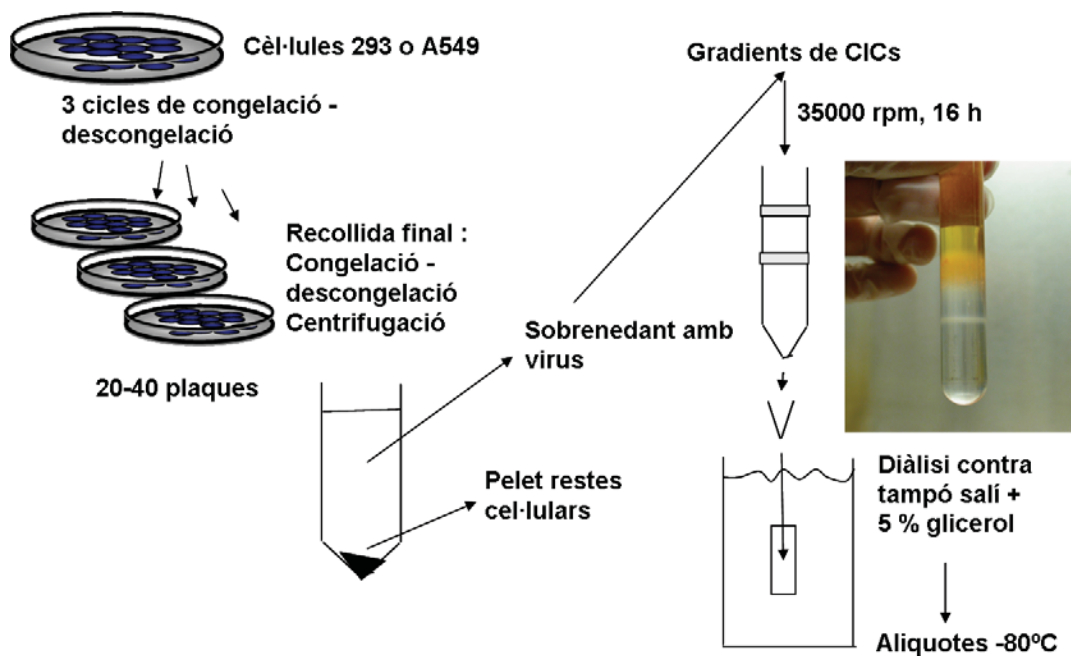 Cèl·lules 293 o A549
3 cicles de congelació -
descongelació
Recollida final :
Congelació -
descongelació
Centrifugació
20-40 plaques
Sobrenedant amb
virus
Pelet restes
cel·lulars
Gradients de ClCs
35000 rpm, 16 h
Diàlisi contra
tampó salí +
5 % glicerol
Aliquotes -80ºC